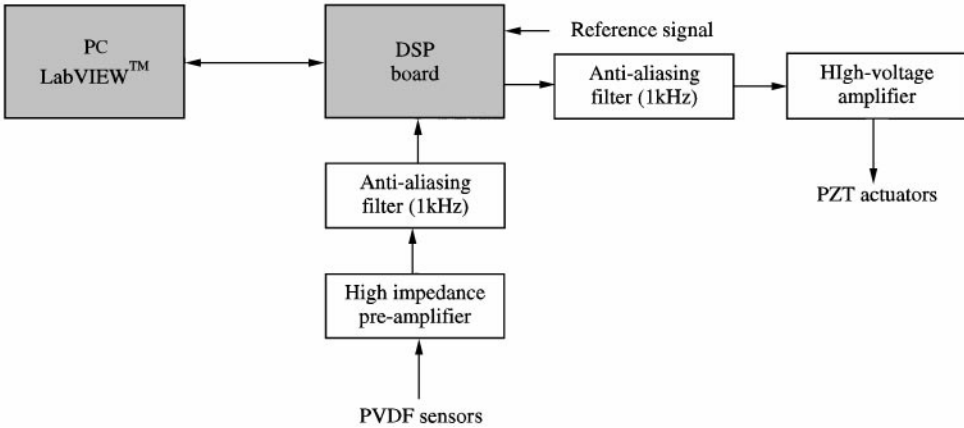 PC
LabVIEW™
DSP
board
Reference signal
Anti-aliasing
filter (1kHz)
HIgh-voltage
amplifier
PZT actuators
Anti-aliasing
filter (1kHz)
High impedance
pre-amplifier
PVDF sensors